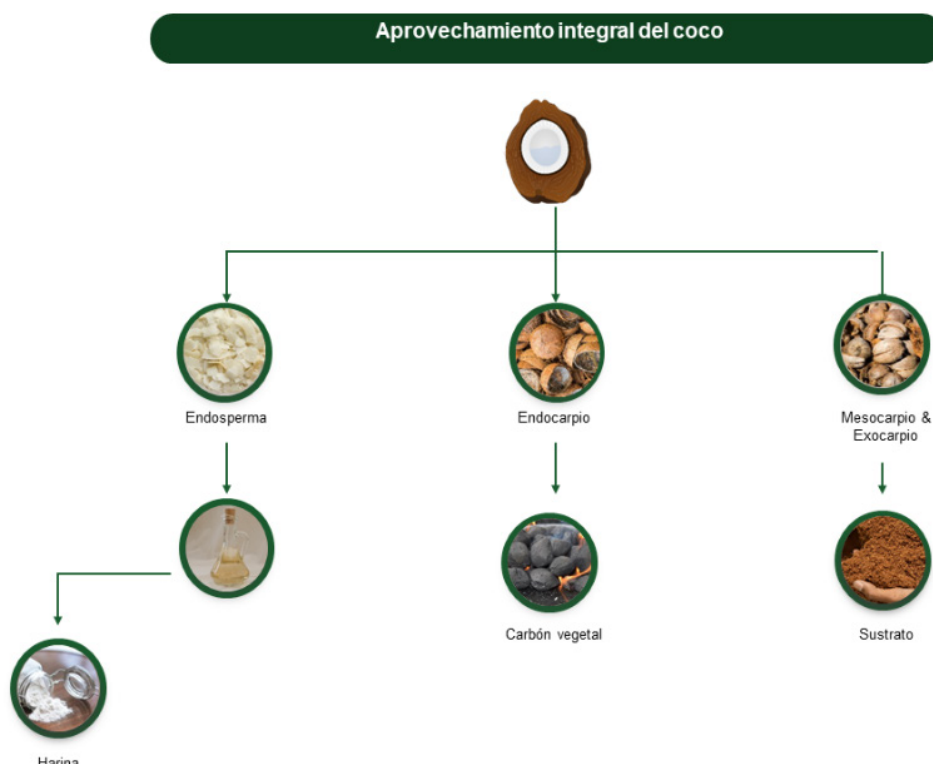 Aprovechamiento integral del coco
Endosperma
Endocarpio
Mesocarpio &
Exocarpio
Carbón vegetal
Sustrato
Harina